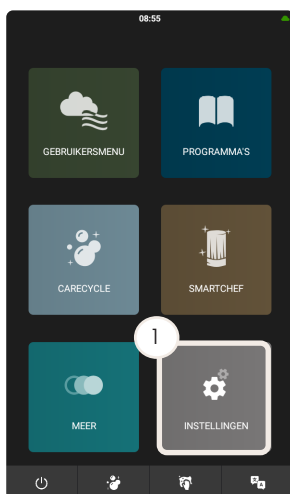 08:55
GEBRUIKERSMENU
PROGRAMMA'S
CARECYCLE
SMARTCHEF
1
MEER
INSTELLINGEN